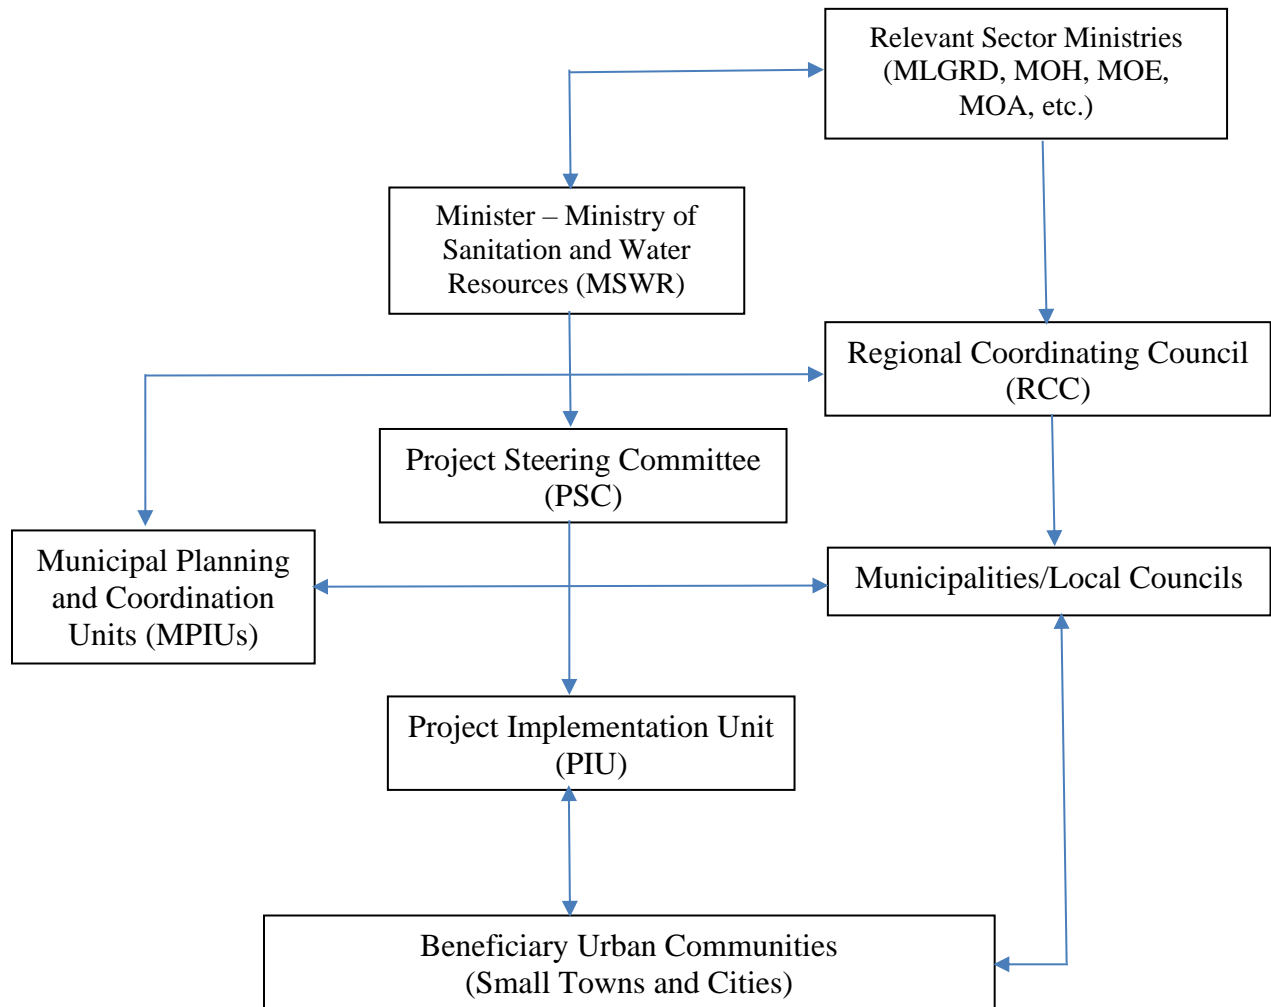 Relevant Sector Ministries
(MLGRD, MOH, MOE,
MOA, etc.)
Minister – Ministry of
Sanitation and Water
Resources (MSWR)
Regional Coordinating Council
(RCC)
Project Steering Committee
(PSC)
Municipal Planning
and Coordination
Units (MPIUs)
Municipalities/Local Councils
Project Implementation Unit
(PIU)
Beneficiary Urban Communities
(Small Towns and Cities)